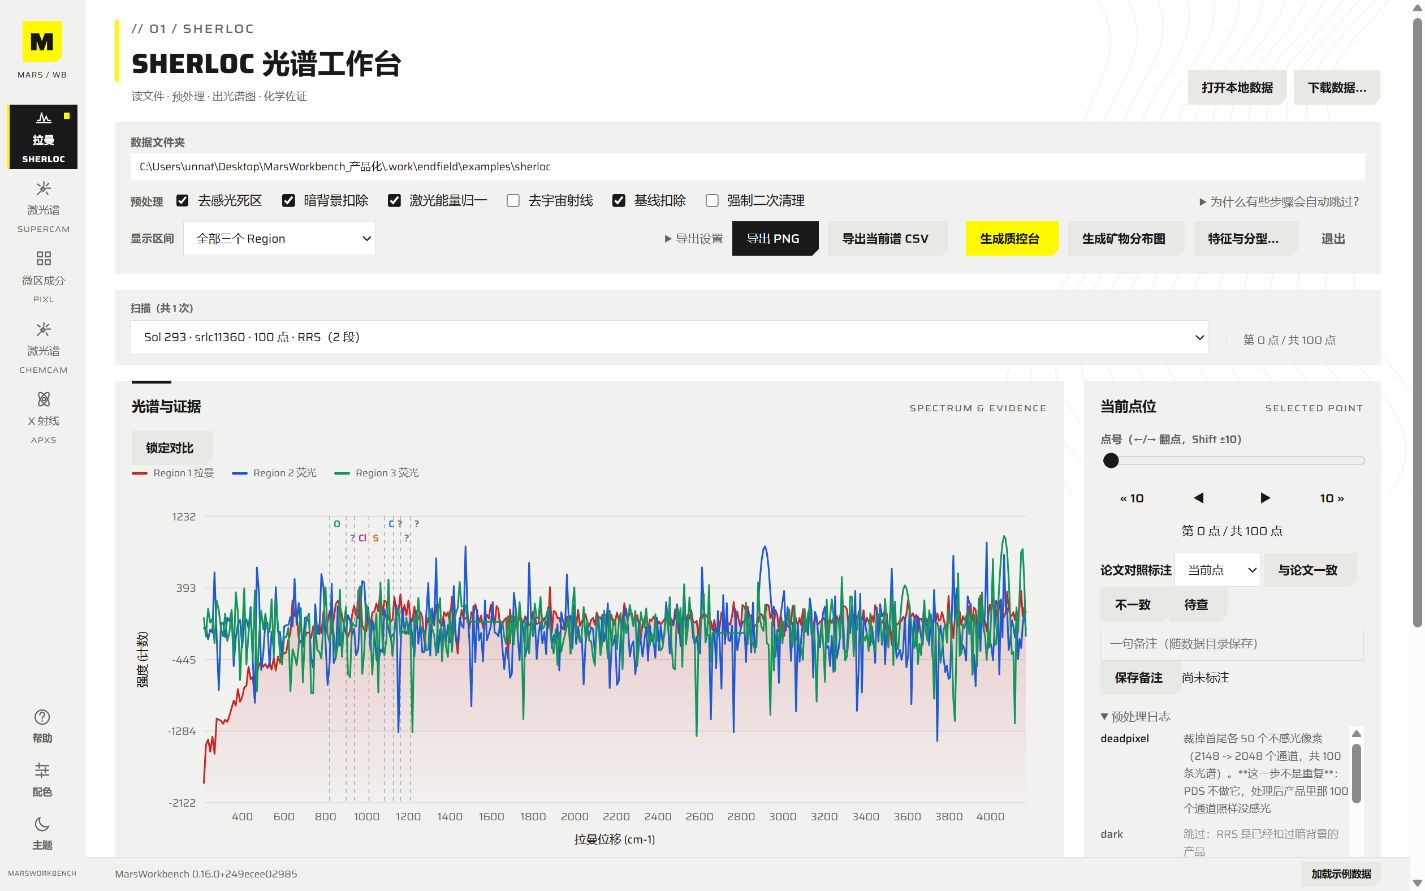 M
MARS / WB
拉曼
SHERLOC
激光谱
SUPERCAM
微区成分
PIXL
激光谱
CHEMCAM
X 射线
APXS
帮助
配色
主题
MARSWORKBENCH
// 01 / SHERLOC
SHERLOC 光谱工作台
读文件 · 预处理 · 出光谱图 · 化学佐证
打开本地数据 下载数据...
数据文件夹
C:\Users\unnat\Desktop\MarsWorkbench_产品化\.work\endfield\examples\sherloc
预处理 去感光死区 暗背景扣除 激光能量归一 去宇宙射线 基线扣除 强制二次清理 ▶ 为什么有些步骤会自动跳过?
显示区间 全部三个 Region ▶ 导出设置 导出 PNG 导出当前谱 CSV 生成质控台 生成矿物分布图 特征与分型... 退出
扫描（共 1 次）
Sol 293 · srlc11360 · 100 点 · RRS（2 段） 第 0 点 / 共 100 点
光谱与证据 SPECTRUM & EVIDENCE
锁定对比
Region 1 拉曼 Region 2 荧光 Region 3 荧光
1232
393
-445
-1284
-2122
强度 (计数)
O C ? ?
? Cl S ?
400 600 800 1000 1200 1400 1600 1800 2000 2200 2400 2600 2800 3000 3200 3400 3600 3800 4000
拉曼位移 (cm-1)
当前点位 SELECTED POINT
点号（←/→ 翻点，Shift ±10）
« 10 ◀ ▶ 10 »
第 0 点 / 共 100 点
论文对照标注 当前点 与论文一致
不一致 待查
一句备注（随数据目录保存）
保存备注 尚未标注
▼ 预处理日志
deadpixel 裁掉首尾各 50 个不感光像素
（2148 -> 2048 个通道，共 100
条光谱）。**这一步不是重复**：
PDS 不做它，处理后产品里那 100
个通道照样没感光
dark 跳过：RRS 是已经扣过暗背景的
产品
MarsWorkbench 0.16.0+249ecee02985 加载示例数据